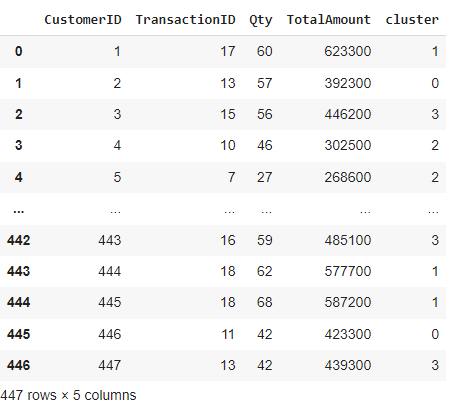 CustomerID TransactionID Qty TotalAmount cluster
0 1 17 60 623300 1
1 2 13 57 392300 0
2 3 15 56 446200 3
3 4 10 46 302500 2
4 5 7 27 268600 2
... ... ... ... ... ...
442 443 16 59 485100 3
443 444 18 62 577700 1
444 445 18 68 587200 1
445 446 11 42 423300 0
446 447 13 42 439300 3
447 rows × 5 columns